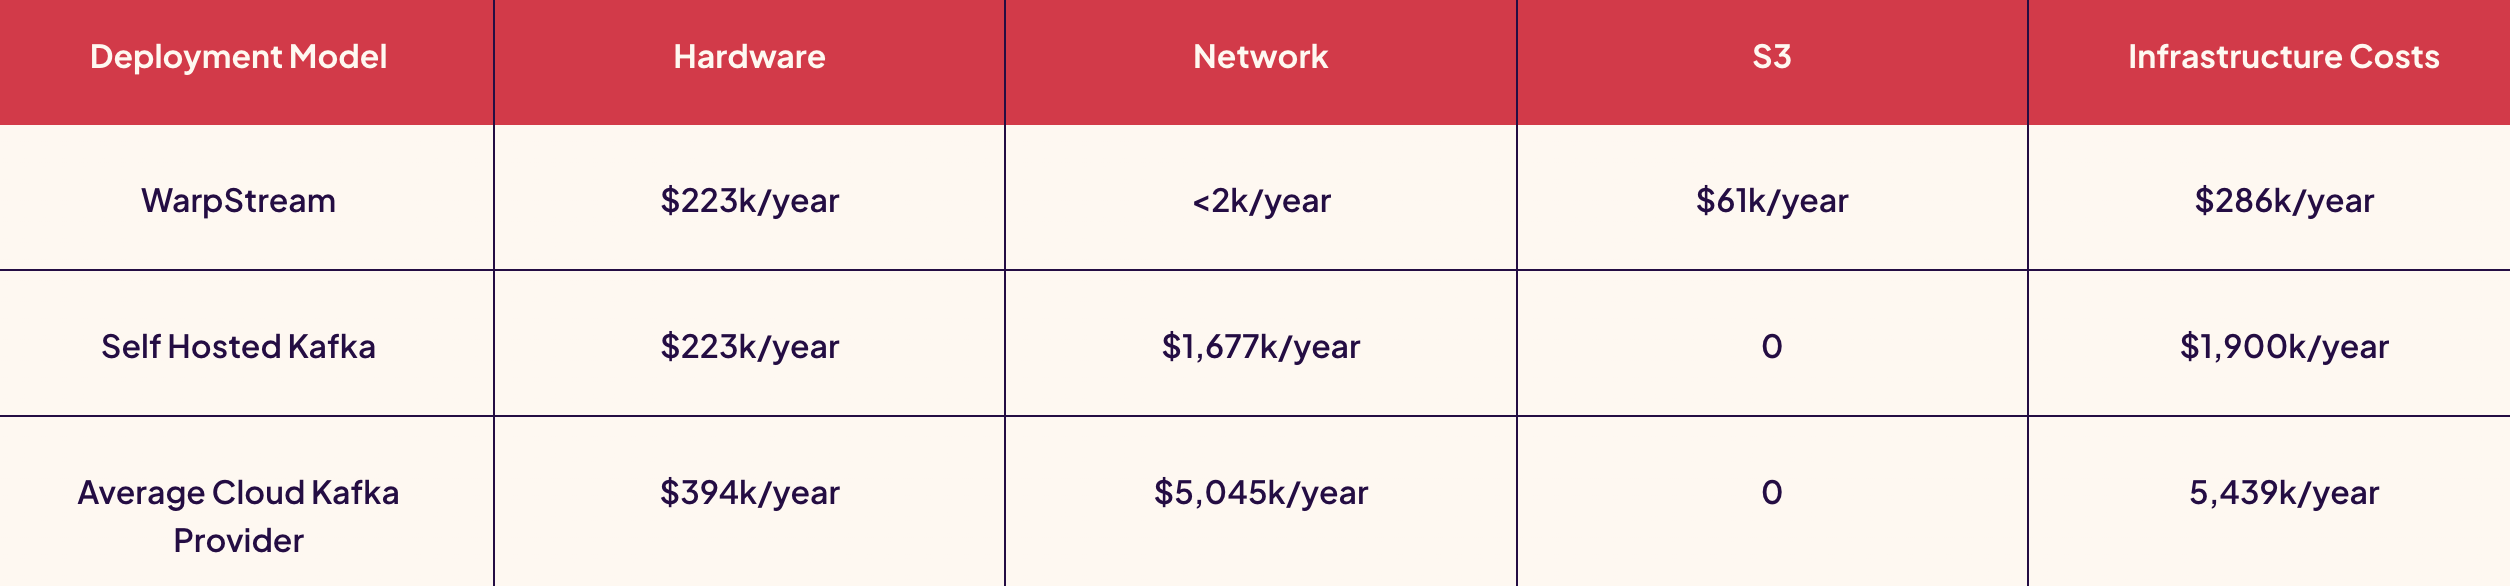 Deployment Model Hardware Network S3 Infrastructure Costs
WarpStream $223k/year <2k/year $61k/year $286k/year
Self Hosted Kafka $223k/year $1,677k/year 0 $1,900k/year
Average Cloud Kafka $394k/year $5,045k/year 0 5,439k/year
Provider